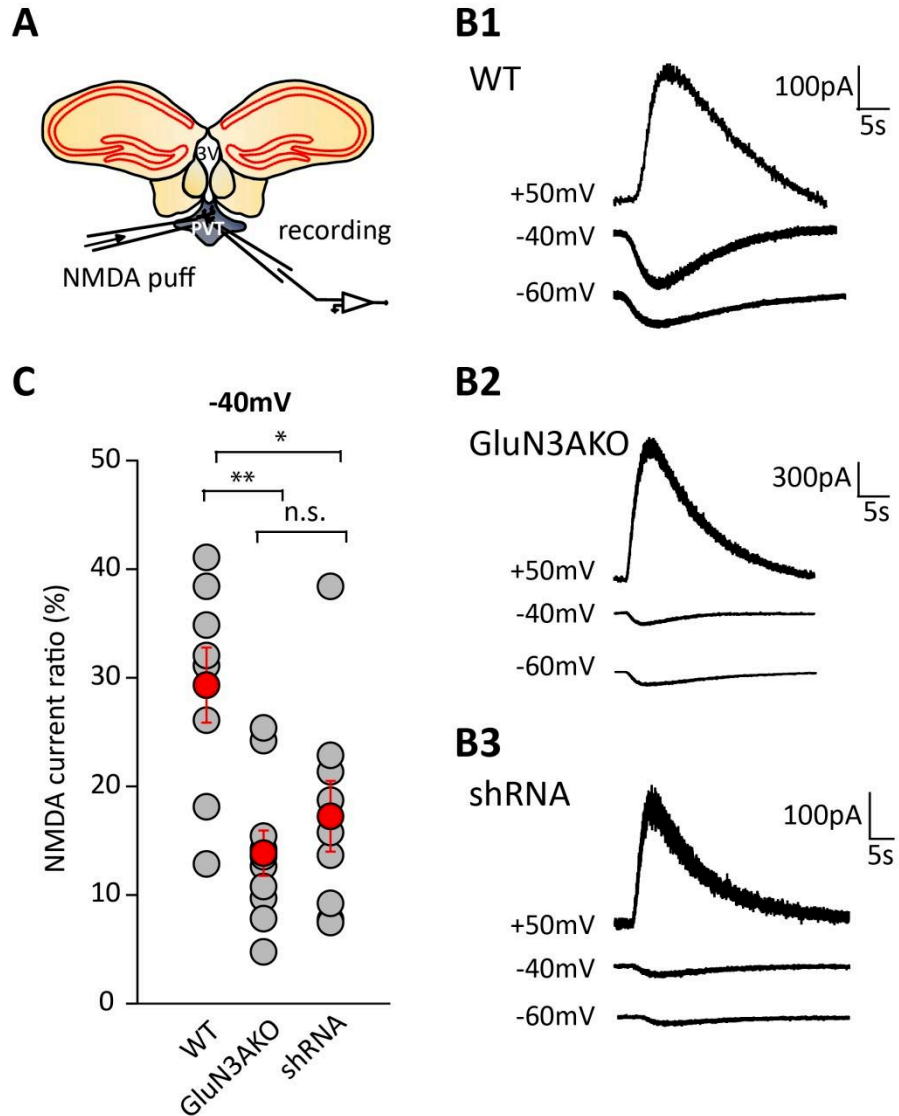 A
3V
PVT
NMDA puff
recording
B1
WT
100pA
5s
+50mV
-40mV
-60mV
C
-40mV
*
**
n.s.
50
40
30
20
10
0
NMDA current ratio (%)
WT
GluN3AKO
shRNA
B2
GluN3AKO
300pA
5s
+50mV
-40mV
-60mV
B3
shRNA
100pA
5s
+50mV
-40mV
-60mV